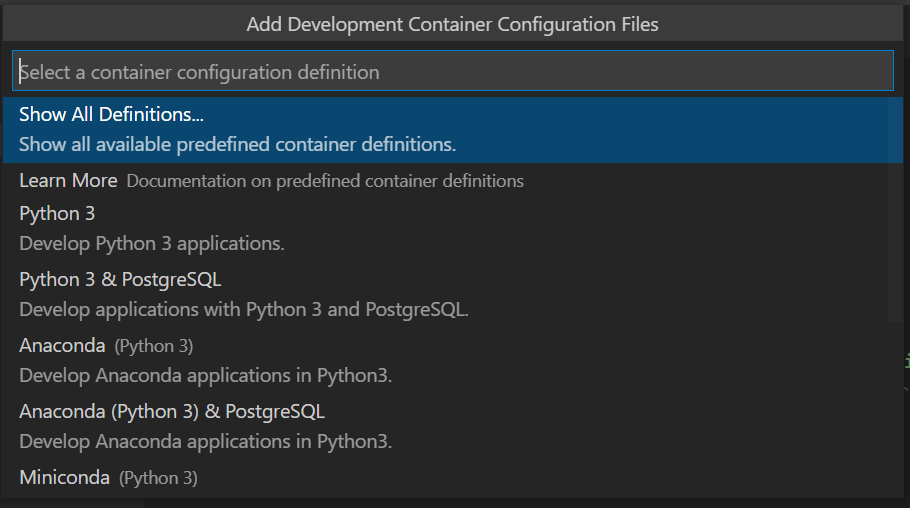 Add Development Container Configuration Files
Select a container configuration definition
Show All Definitions...
Show all available predefined container definitions.
Learn More Documentation on predefined container definitions
Python 3
Develop Python 3 applications.
Python 3 & PostgreSQL
Develop applications with Python 3 and PostgreSQL.
Anaconda (Python 3)
Develop Anaconda applications in Python3.
Anaconda (Python 3) & PostgreSQL
Develop Anaconda applications in Python3.
Miniconda (Python 3)